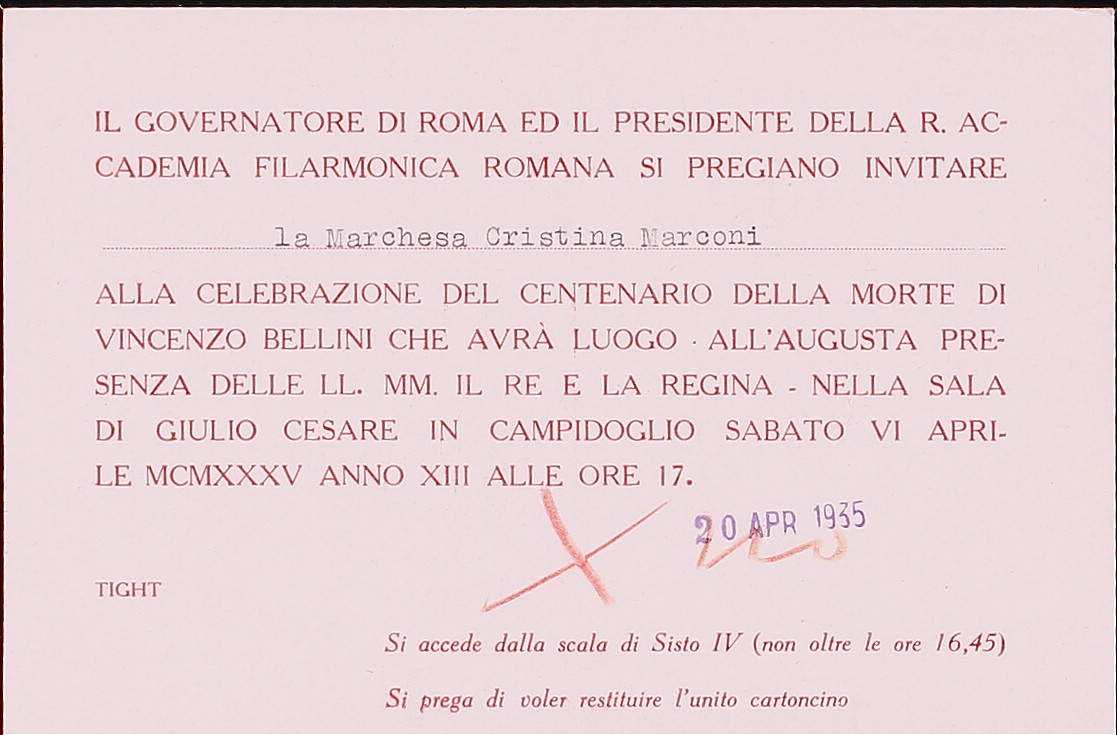 IL GOVERNATORE DI ROMA ED IL PRESIDENTE DELLA R. AC-
CADEMIA FILARMONICA ROMANA SI PREGIANO INVITARE
la Marchesa Cristina Marconi
ALLA CELEBRAZIONE DEL CENTENARIO DELLA MORTE DI
VINCENZO BELLINI CHE AVRÀ LUOGO - ALL'AUGUSTA PRE-
SENZA DELLE LL. MM. IL RE E LA REGINA - NELLA SALA
DI GIULIO CESARE IN CAMPIDOGLIO SABATO VI APRI-
LE MCMXXXV ANNO XIII ALLE ORE 17.
20 APR 1935
TIGHT
Si accede dalla scala di Sisto IV (non oltre le ore 16,45)
Si prega di voler restituire l'unito cartoncino